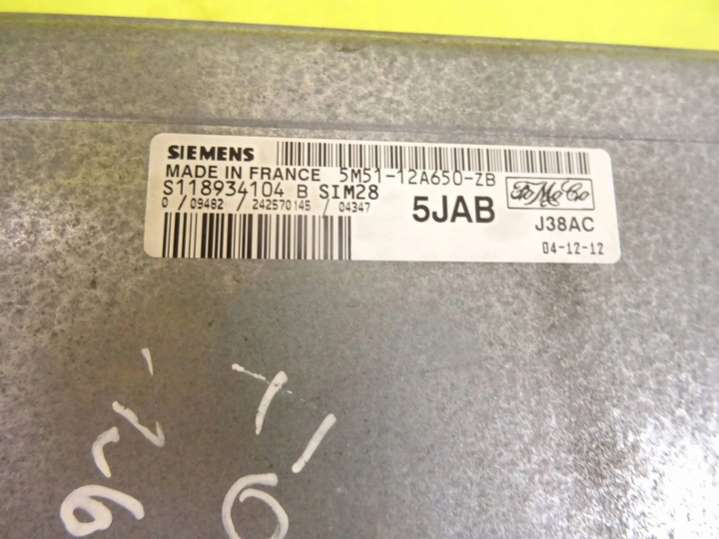 SIEMENS
MADE IN FRANCE 5M51-12A650-ZB
S118934104 B SIM28
0 / 09482 / 242570145 / 04347
5JAB
FoMoCo
J38AC
04-12-12